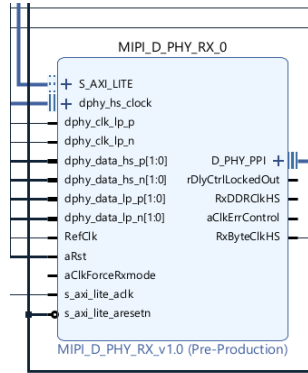 MIPI_D_PHY_RX_0
S_AXI_LITE
dphy_hs_clock
dphy_clk_lp_p
dphy_clk_lp_n
dphy_data_hs_p[1:0] D_PHY_PPI
dphy_data_hs_n[1:0] rDlyCtrlLockedOut
dphy_data_lp_p[1:0] RxDDRClkHS
dphy_data_lp_n[1:0] aClkErrControl
RefClk RxByteClkHS
aRst
aClkForceRxmode
s_axi_lite_aclk
s_axi_lite_aresetn
MIPI_D_PHY_RX_v1.0 (Pre-Production)